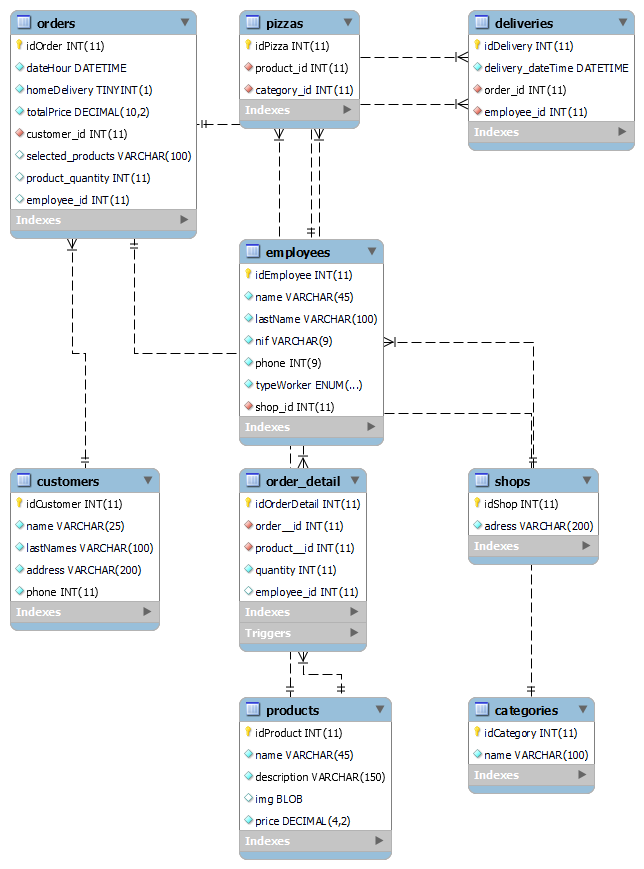 orders
idOrder INT(11)
dateHour DATETIME
homeDelivery TINYINT(1)
totalPrice DECIMAL(10,2)
customer_id INT(11)
selected_products VARCHAR(100)
product_quantity INT(11)
employee_id INT(11)
Indexes
pizzas
idPizza INT(11)
product_id INT(11)
category_id INT(11)
Indexes
deliveries
idDelivery INT(11)
delivery_dateTime DATETIME
order_id INT(11)
employee_id INT(11)
Indexes
employees
idEmployee INT(11)
name VARCHAR(45)
lastName VARCHAR(100)
nif VARCHAR(9)
phone INT(9)
typeWorker ENUM(...)
shop_id INT(11)
Indexes
customers
idCustomer INT(11)
name VARCHAR(25)
lastNames VARCHAR(100)
address VARCHAR(200)
phone INT(11)
Indexes
order_detail
idOrderDetail INT(11)
order__id INT(11)
product__id INT(11)
quantity INT(11)
employee_id INT(11)
Indexes
Triggers
shops
idShop INT(11)
adress VARCHAR(200)
Indexes
products
idProduct INT(11)
name VARCHAR(45)
description VARCHAR(150)
img BLOB
price DECIMAL(4,2)
Indexes
categories
idCategory INT(11)
name VARCHAR(100)
Indexes